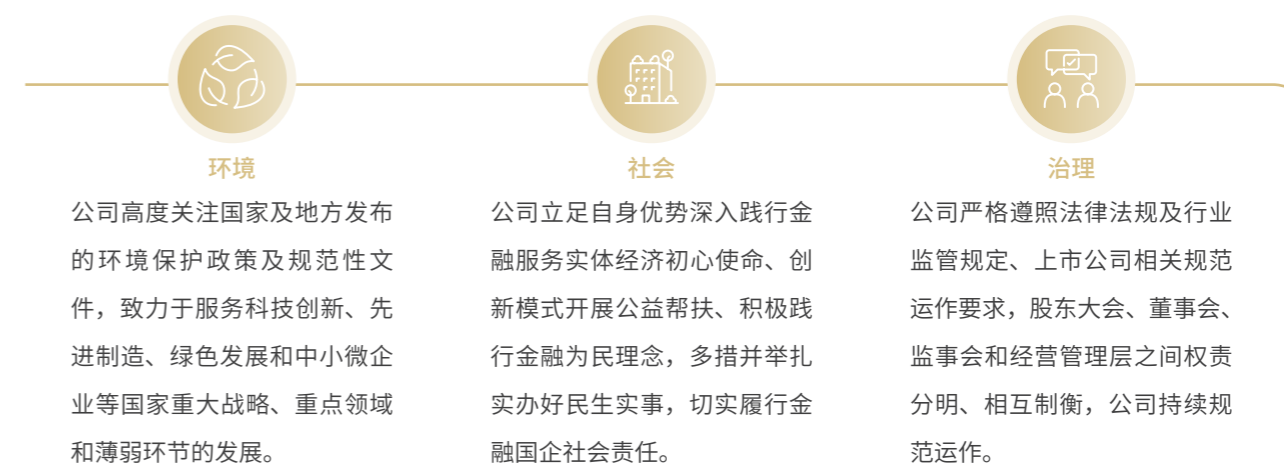 环境
公司高度关注国家及地方发布
的环境保护政策及规范性文
件，致力于服务科技创新、先
进制造、绿色发展和中小微企
业等国家重大战略、重点领域
和薄弱环节的发展。
社会
公司立足自身优势深入践行金
融服务实体经济初心使命、创
新模式开展公益帮扶、积极践
行金融为民理念，多措并举扎
实办好民生实事，切实履行金
融国企社会责任。
治理
公司严格遵照法律法规及行业
监管规定、上市公司相关规范
运作要求，股东大会、董事会、
监事会和经营管理层之间权责
分明、相互制衡，公司持续规
范运作。